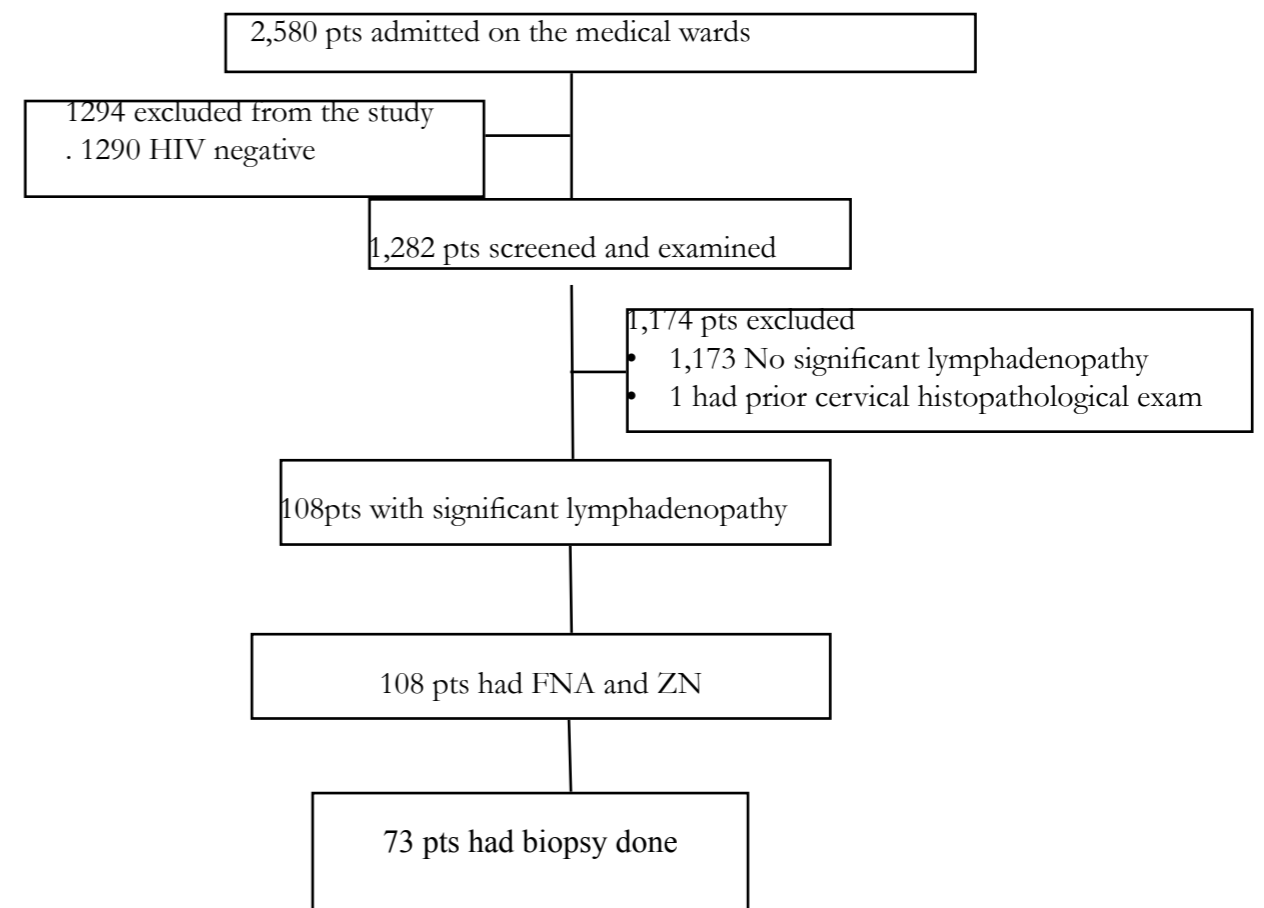 2,580 pts admitted on the medical wards
1294 excluded from the study
. 1290 HIV negative
1,282 pts screened and examined
1,174 pts excluded
• 1,173 No significant lymphadenopathy
• 1 had prior cervical histopathological exam
108pts with significant lymphadenopathy
108 pts had FNA and ZN
73 pts had biopsy done